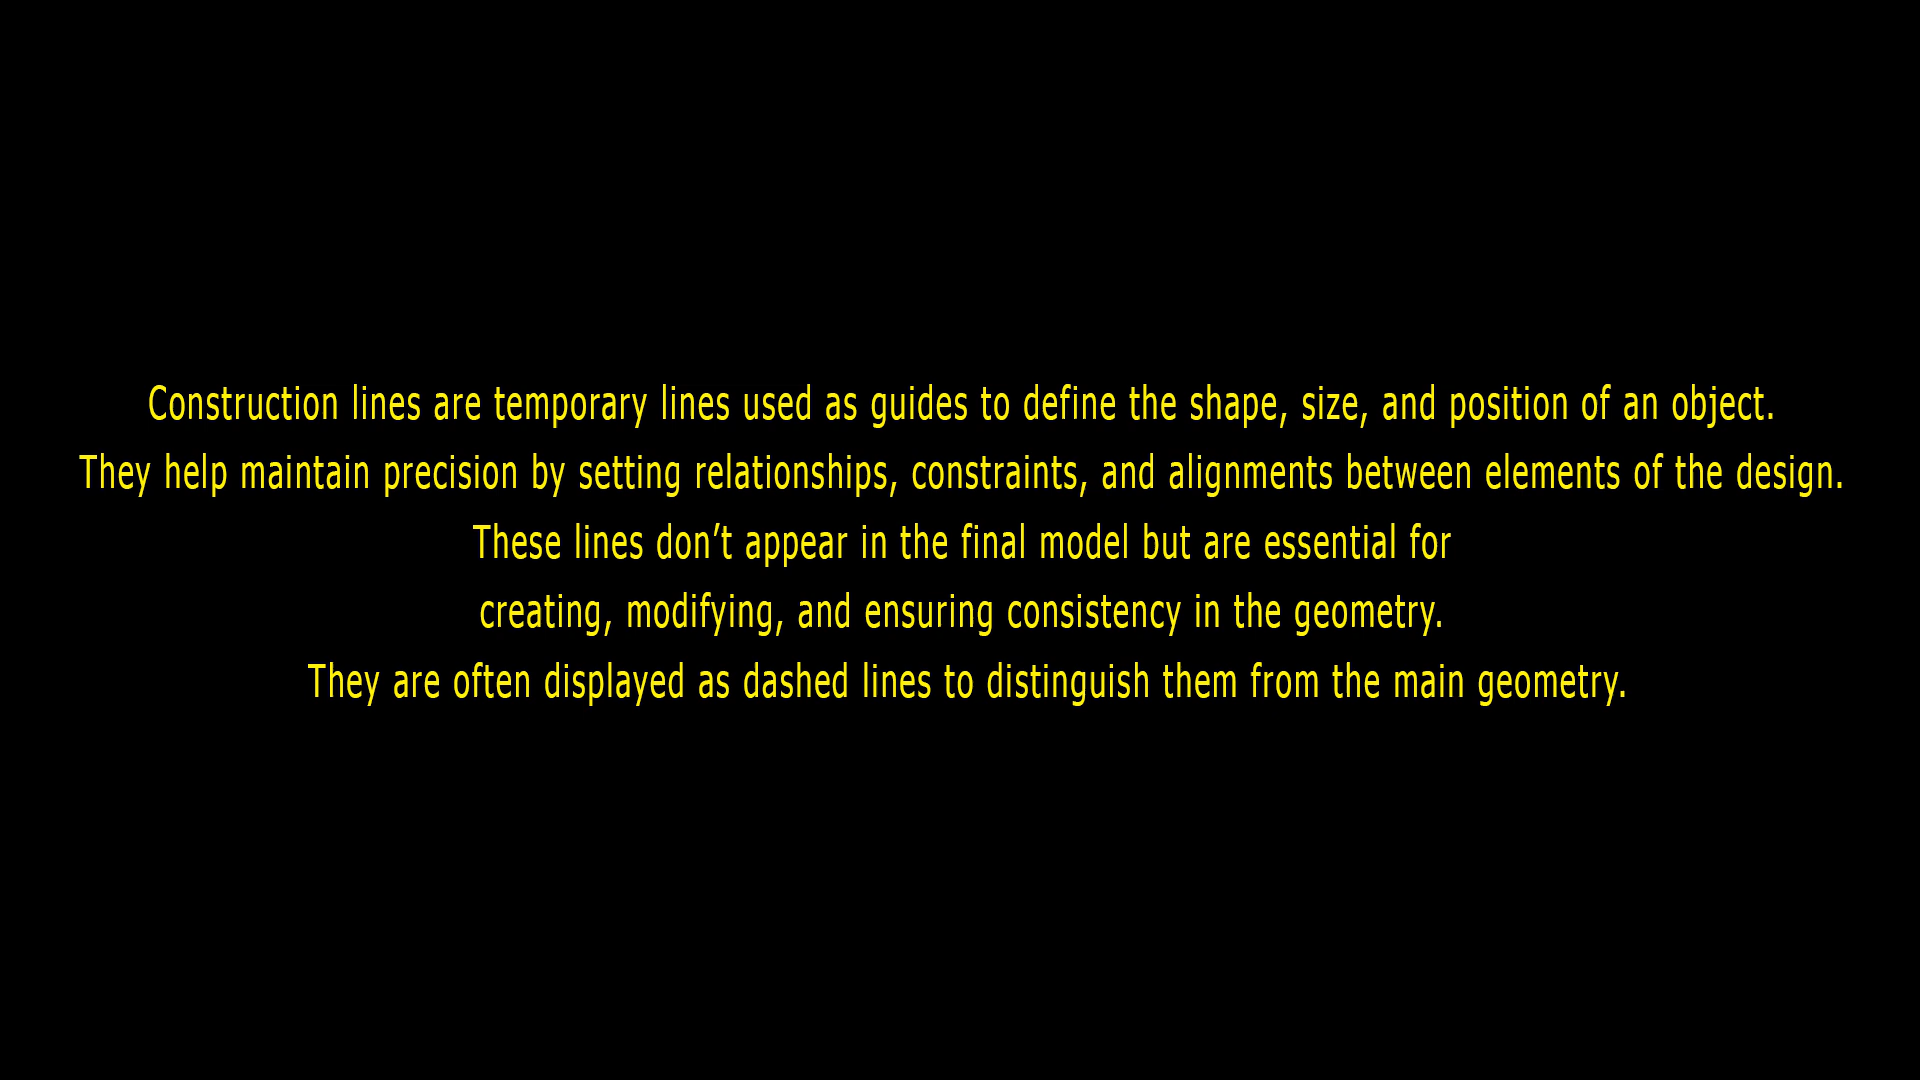 Construction lines are temporary lines used as guides to define the shape, size, and position of an object.
They help maintain precision by setting relationships, constraints, and alignments between elements of the design.
These lines don’t appear in the final model but are essential for
creating, modifying, and ensuring consistency in the geometry.
They are often displayed as dashed lines to distinguish them from the main geometry.